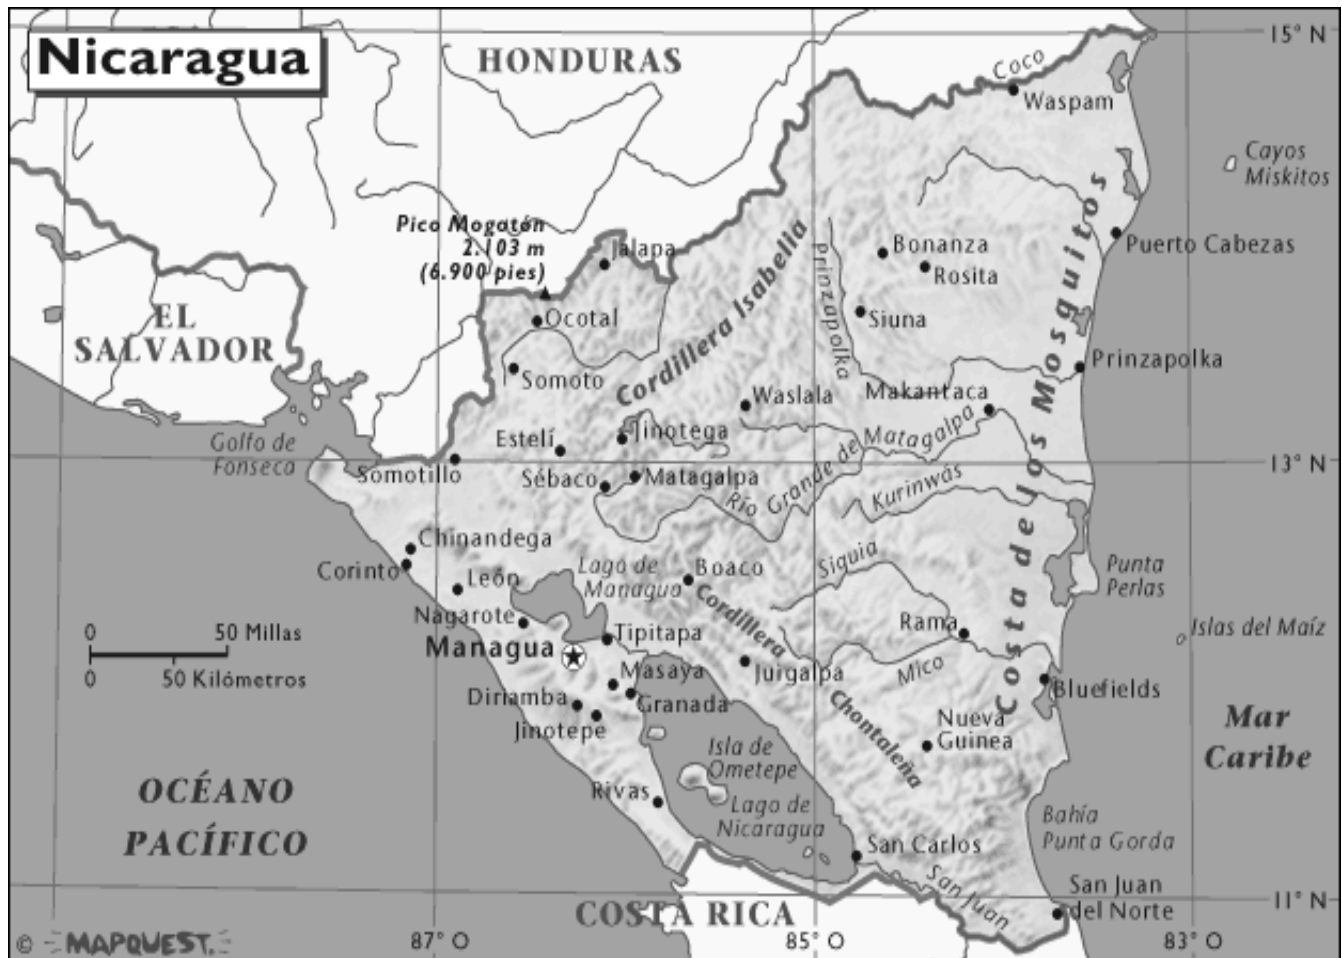 Nicaragua
HONDURAS
15° N
Coco
Waspam
Cayos
Miskitos
Pico Mogotón
2.103 m
(6.900 pies)
Jalapa
Bonanza
Rosita
Puerto Cabezas
Prinzapolka
Cordillera Isabelia
Costa de los Mosquitos
EL
SALVADOR
Ocotal
Siuna
Somoto
Prinzapolka
Waslala
Makantaca
Golfo de
Fonseca
Estelí
Jinotega
Somotillo
Sébaco
Matagalpa
Río Grande de Matagalpa
Kurinwás
13° N
Chinandega
Corinto
León
Lago de
Managua
Boaco
Siquia
Punta
Perlas
Nagarote
Managua
Tipitapa
Cordillera
Chontaleña
Rama
Islas del Maíz
0 50 Millas
0 50 Kilómetros
Masaya
Juigalpa
Mico
Diriamba
Granada
Bluefields
Jinotepe
Nueva
Guinea
Mar
Caribe
Isla de
Ometepe
OCÉANO
PACÍFICO
Rivas
Lago de
Nicaragua
Bahía
Punta Gorda
San Carlos
San Juan
San Juan
del Norte
11° N
COSTA RICA
© MAPQUEST.
87° O
85° O
83° O